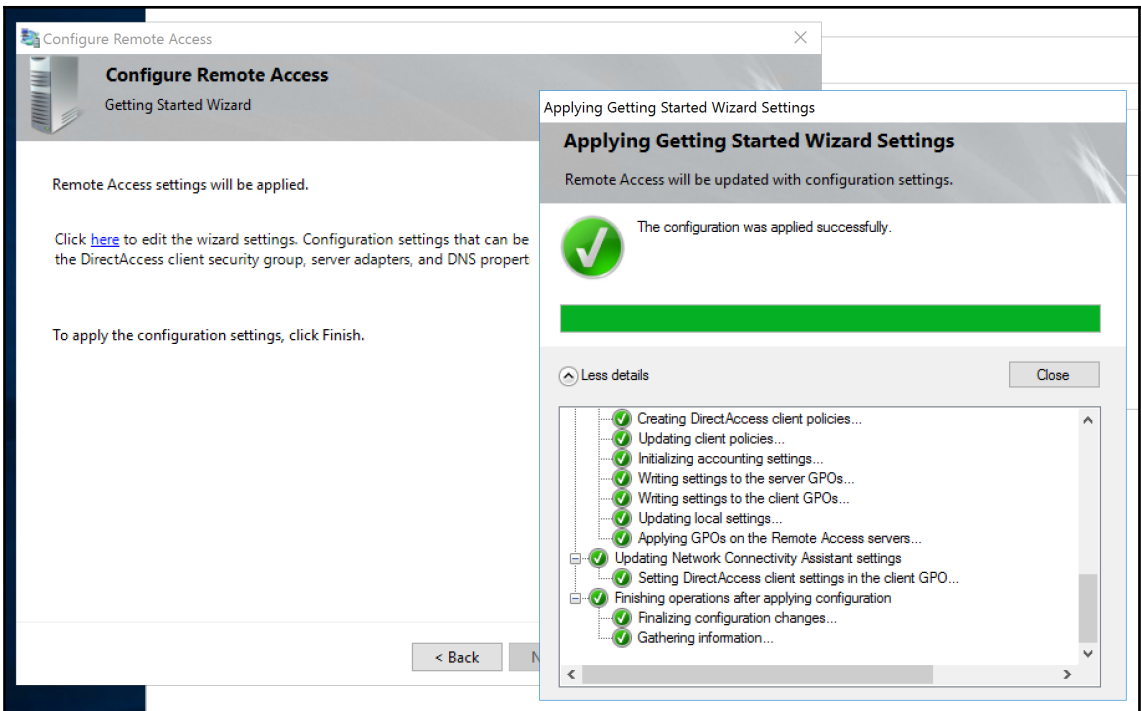 Configure Remote Access
Configure Remote Access
Getting Started Wizard
Remote Access settings will be applied.
Click here to edit the wizard settings. Configuration settings that can be
the DirectAccess client security group, server adapters, and DNS propert
To apply the configuration settings, click Finish.
< Back
N
Applying Getting Started Wizard Settings
Applying Getting Started Wizard Settings
Remote Access will be updated with configuration settings.
The configuration was applied successfully.
Less details
Close
Creating DirectAccess client policies...
Updating client policies...
Initializing accounting settings...
Writing settings to the server GPOs...
Writing settings to the client GPOs...
Updating local settings...
Applying GPOs on the Remote Access servers...
Updating Network Connectivity Assistant settings
Setting DirectAccess client settings in the client GPO...
Finishing operations after applying configuration
Finalizing configuration changes...
Gathering information...